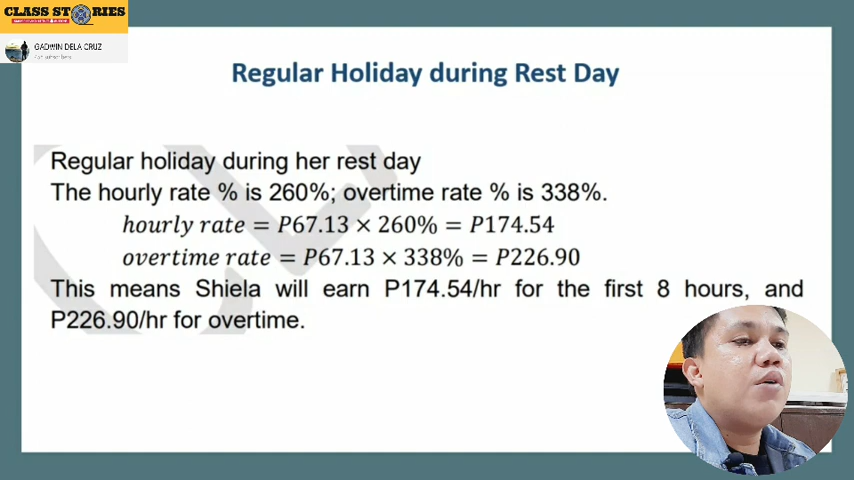 CLASS STORIES
GADWIN DELA CRUZ
Regular Holiday during Rest Day
Regular holiday during her rest day
The hourly rate % is 260%; overtime rate % is 338%.
hourly rate = P67.13 × 260% = P174.54
overtime rate = P67.13 × 338% = P226.90
This means Shiela will earn P174.54/hr for the first 8 hours, and
P226.90/hr for overtime.